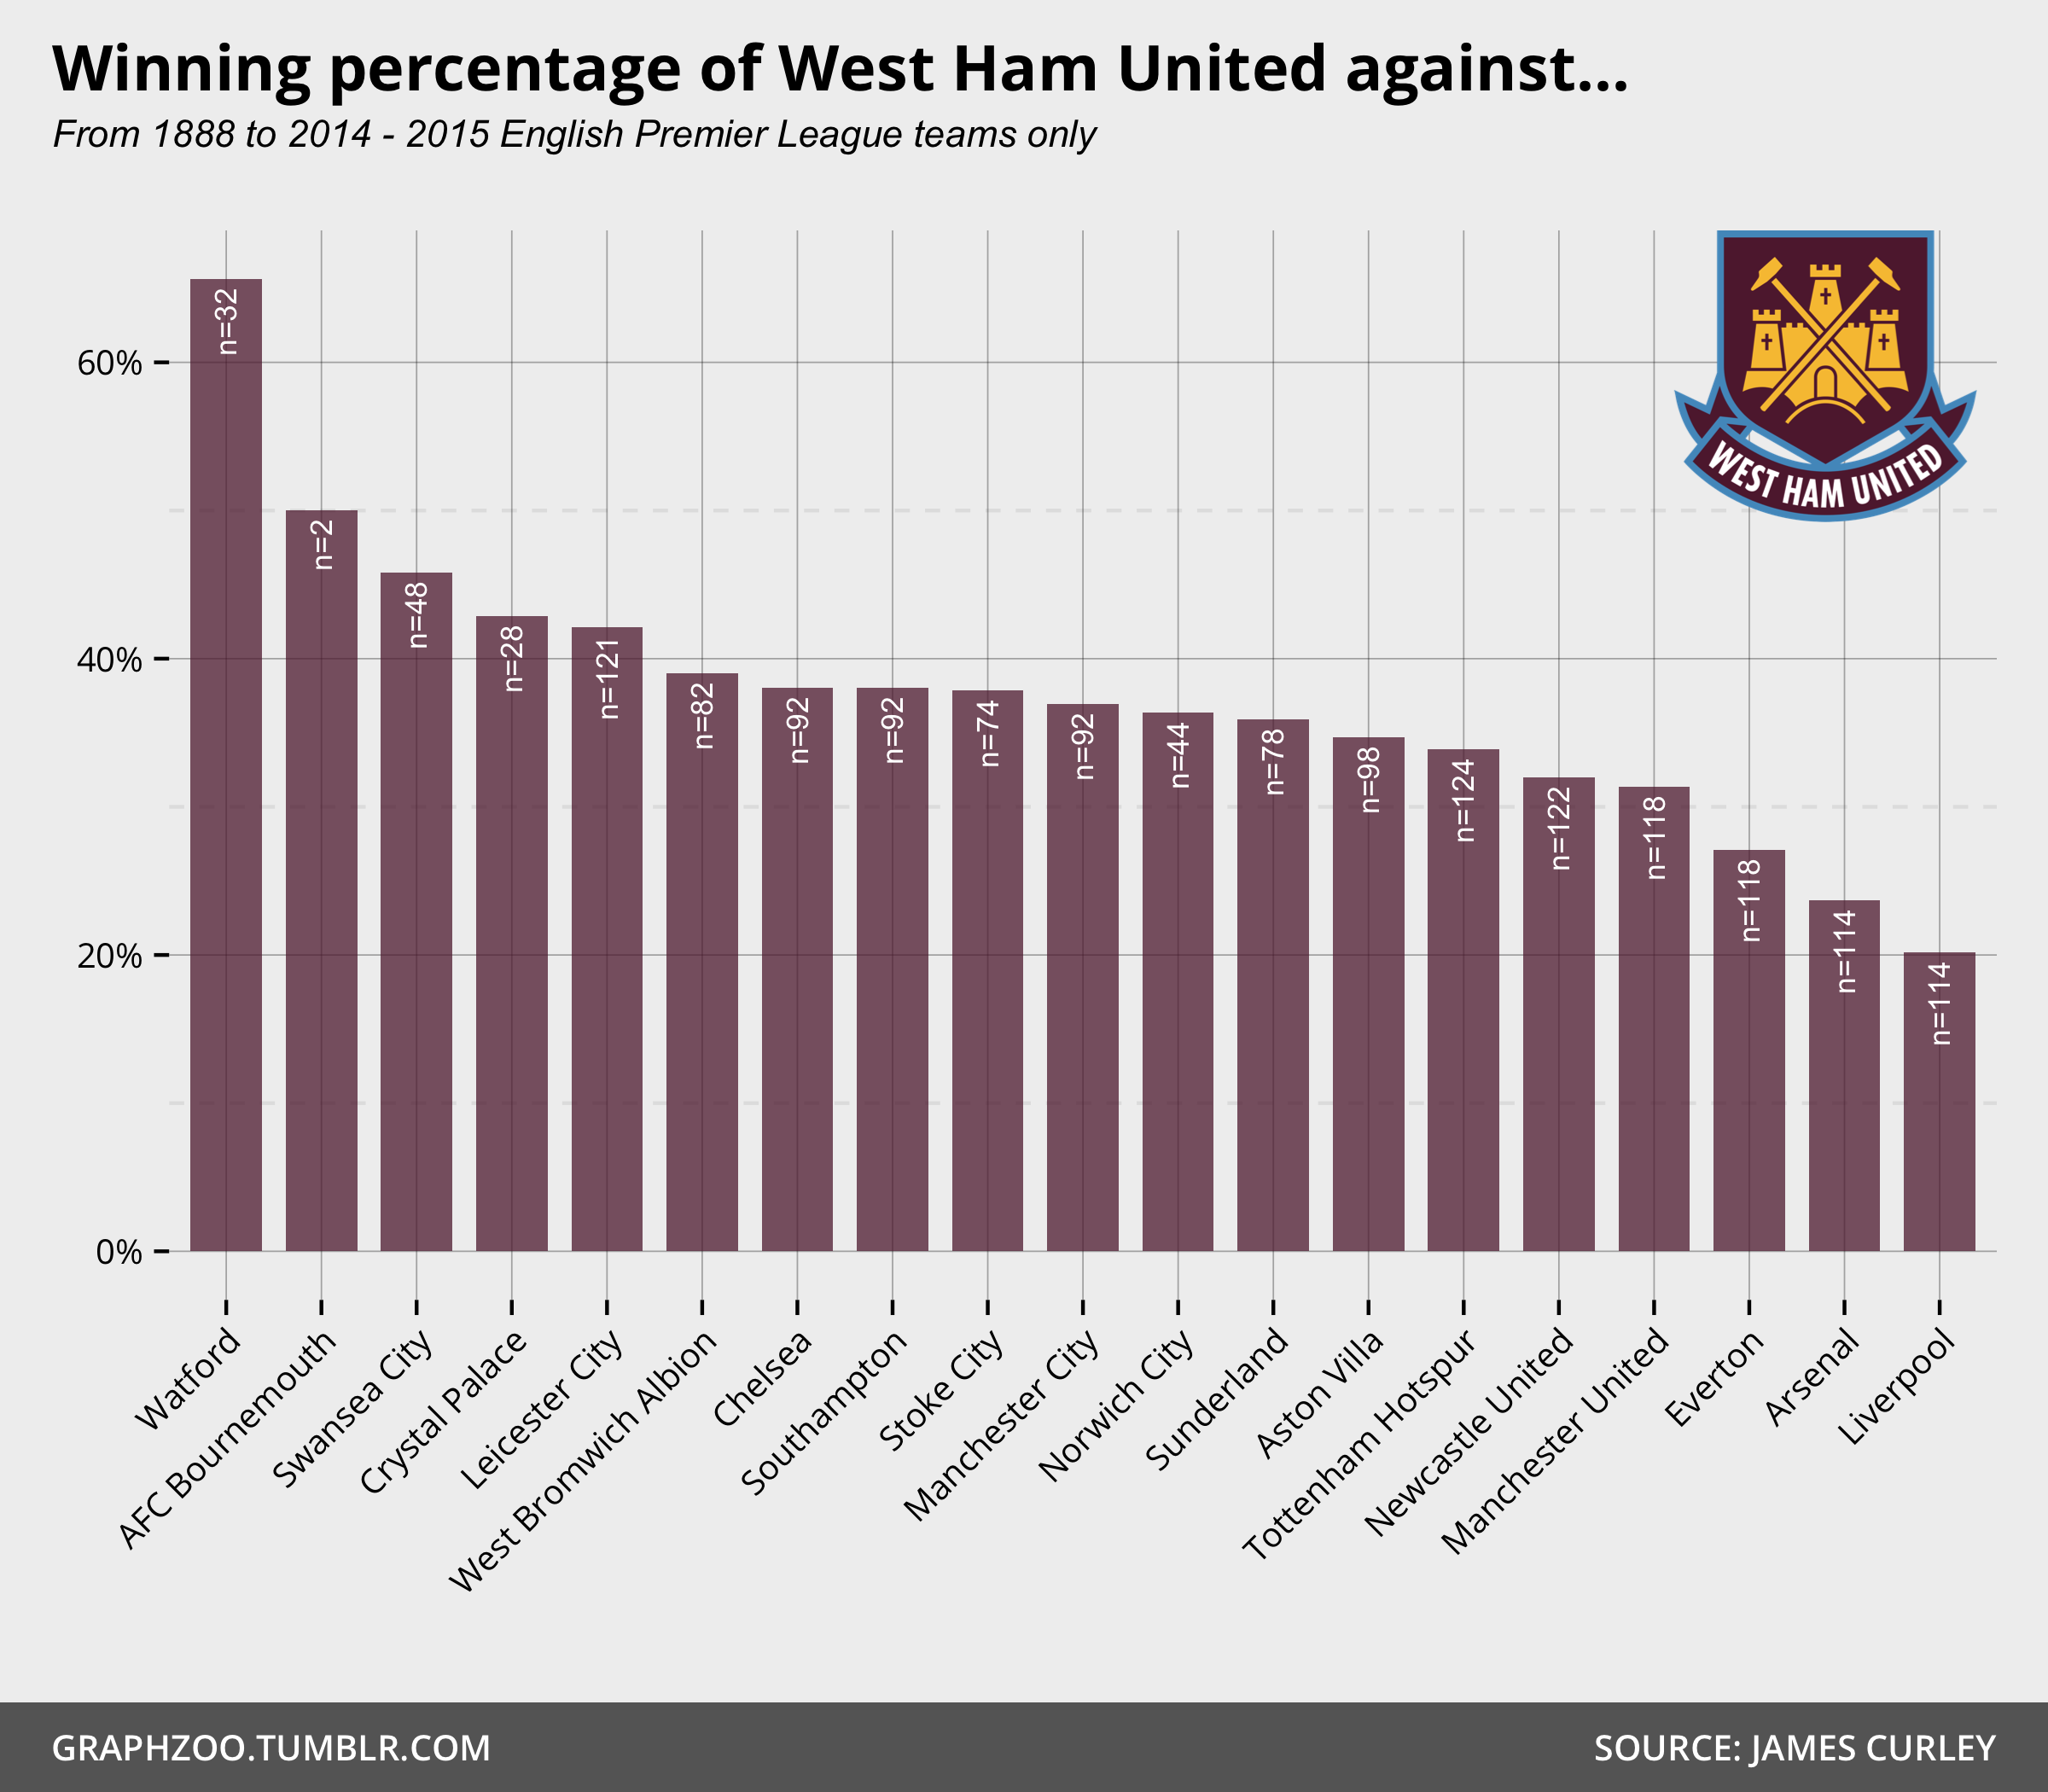 Winning percentage of West Ham United against...
From 1888 to 2014 - 2015 English Premier League teams only
WEST HAM UNITED
60%
40%
20%
0%
n=32
n=2
n=48
n=28
n=121
n=82
n=92
n=92
n=74
n=92
n=44
n=78
n=98
n=124
n=122
n=118
n=118
n=114
n=114
Watford
AFC Bournemouth
Swansea City
Crystal Palace
Leicester City
West Bromwich Albion
Chelsea
Southampton
Stoke City
Manchester City
Norwich City
Sunderland
Aston Villa
Tottenham Hotspur
Newcastle United
Manchester United
Everton
Arsenal
Liverpool
GRAPHZOO.TUMBLR.COM
SOURCE: JAMES CURLEY